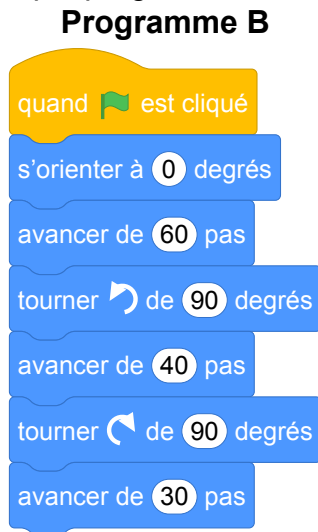 Programme B
quand est cliqué
s'orienter à 0 degrés
avancer de 60 pas
tourner de 90 degrés
avancer de 40 pas
tourner de 90 degrés
avancer de 30 pas